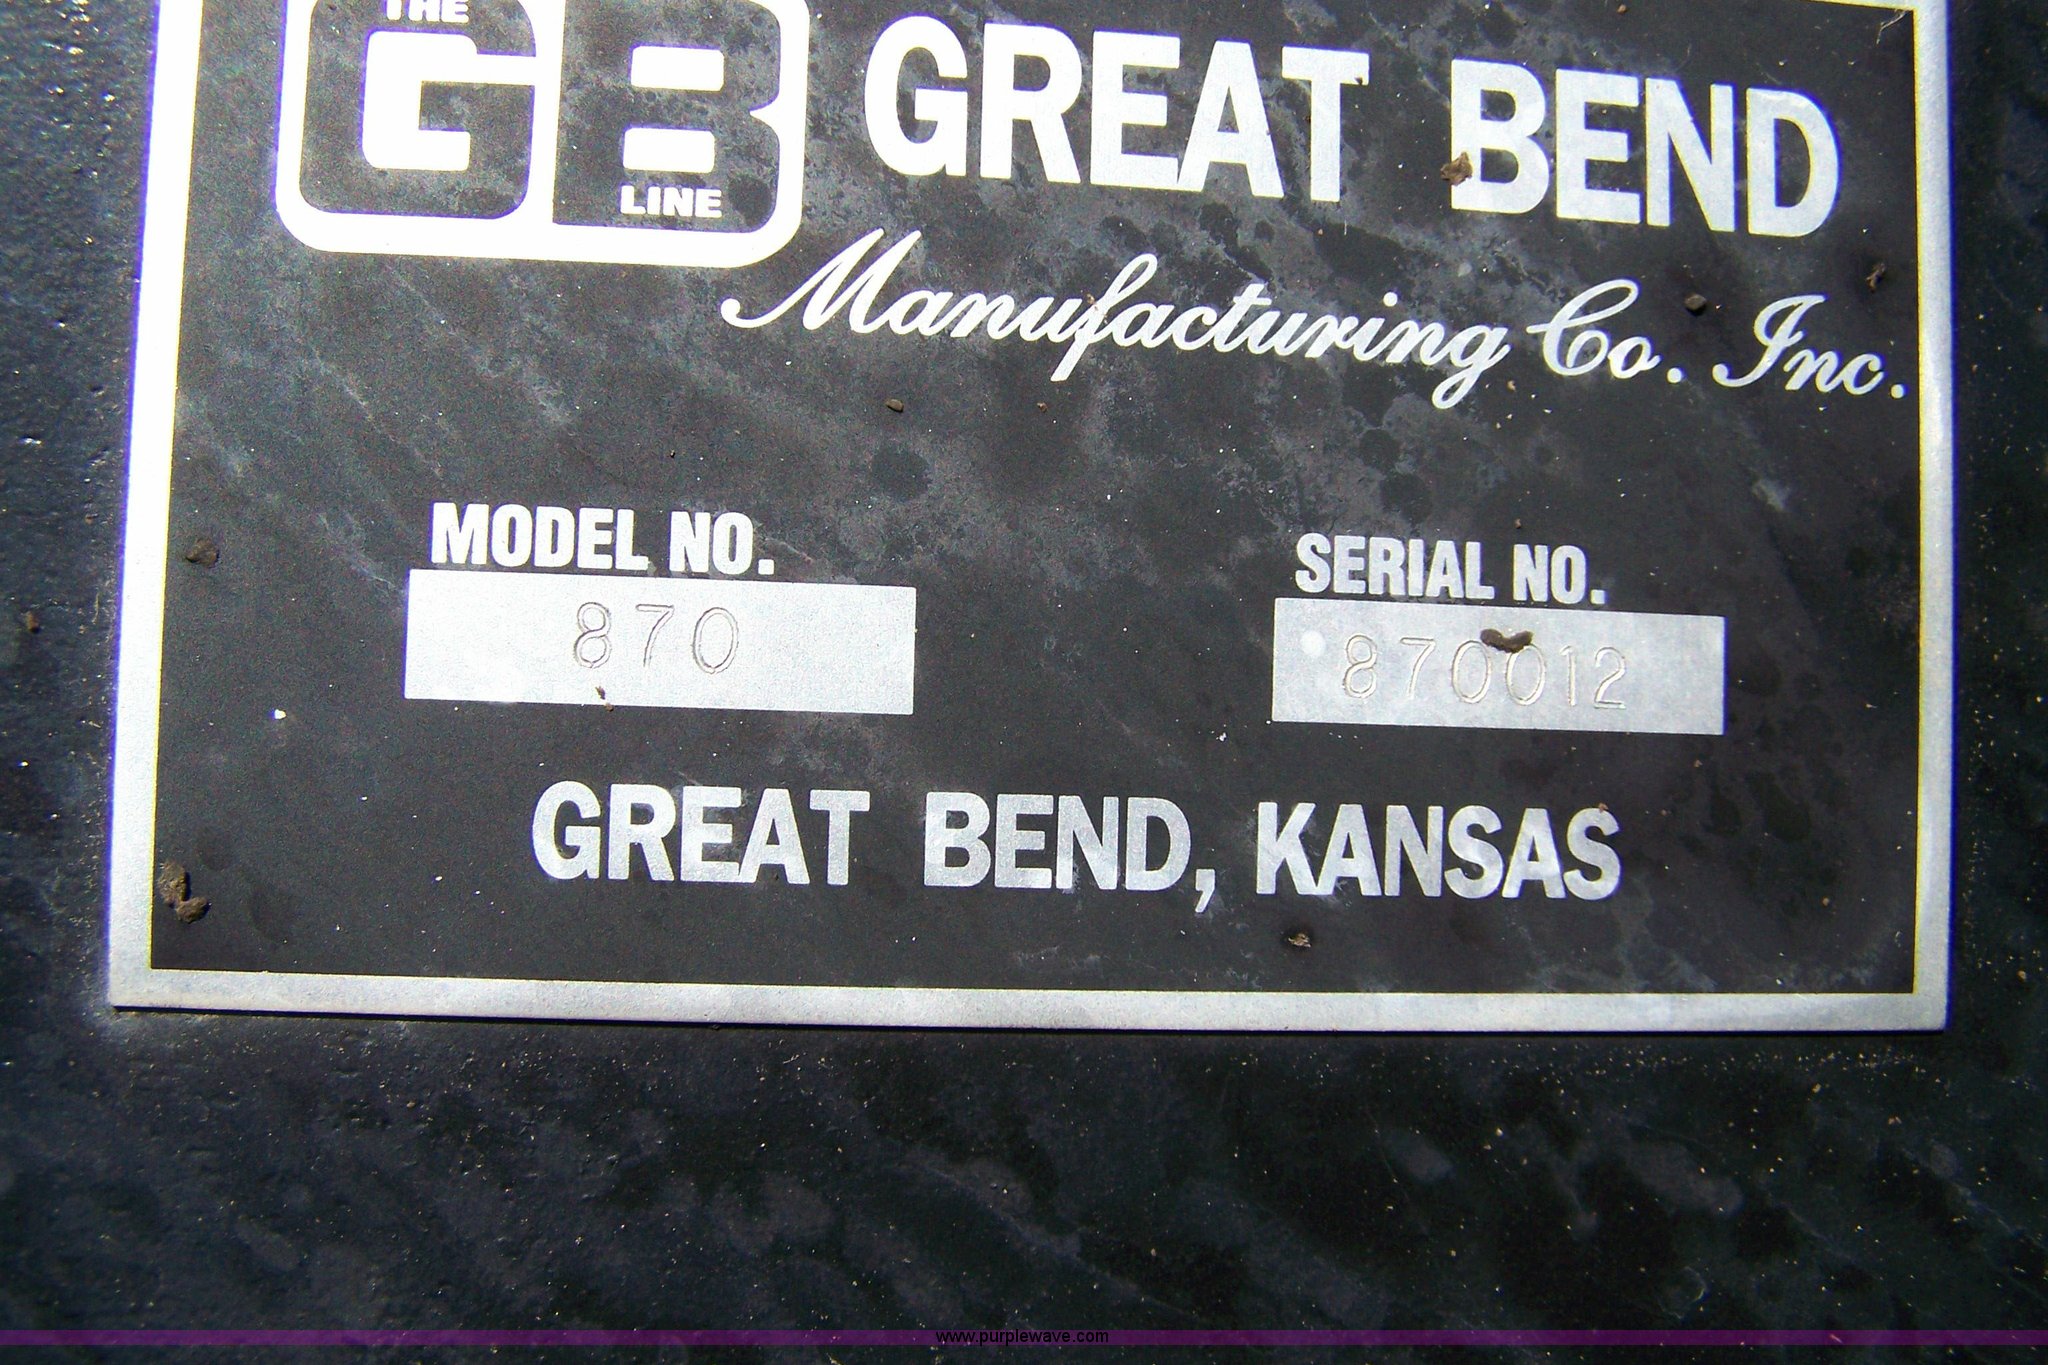 THE
GB
LINE
GREAT BEND
Manufacturing Co. Inc.
MODEL NO.
SERIAL NO.
870
870012
GREAT BEND, KANSAS
www.purplewave.com